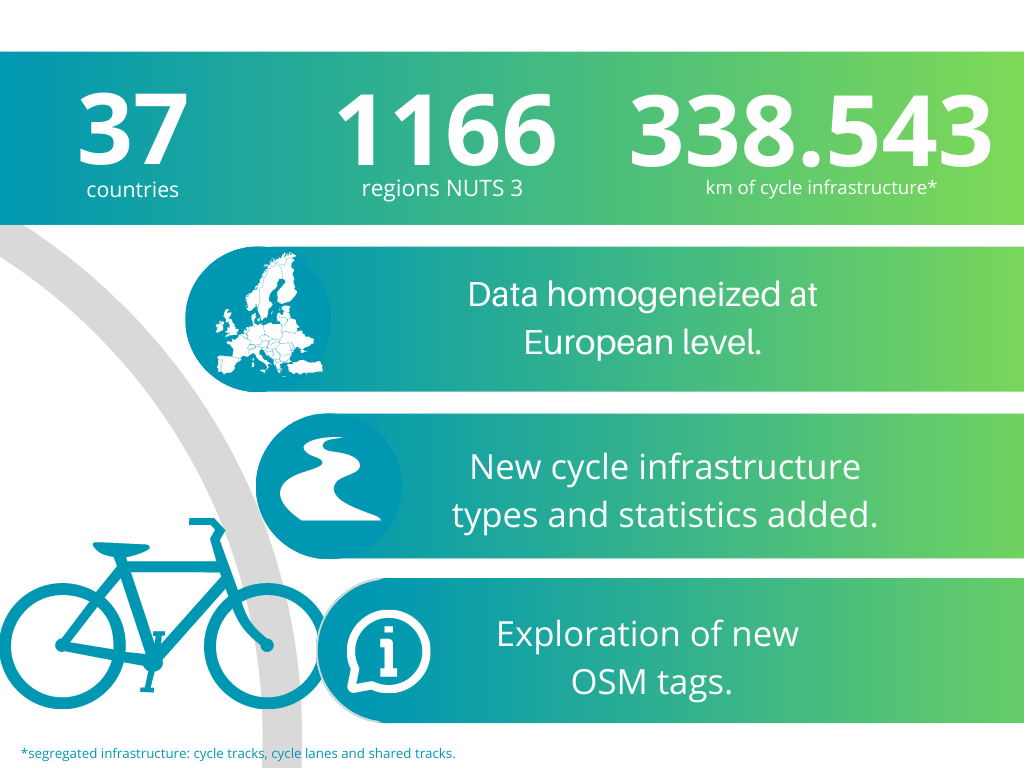 37
countries
1166
regions NUTS 3
338.543
km of cycle infrastructure*
Data homogeneized at
European level.
New cycle infrastructure
types and statistics added.
Exploration of new
OSM tags.
*segregated infrastructure: cycle tracks, cycle lanes and shared tracks.